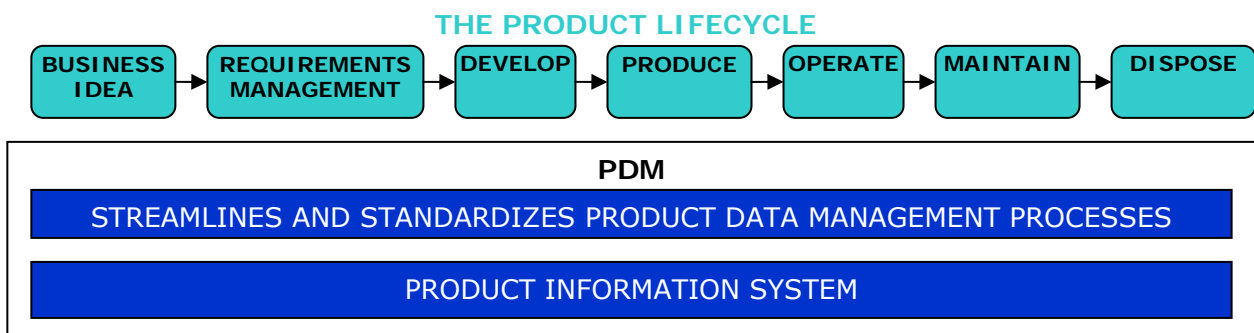 THE PRODUCT LIFECYCLE
BUSINESS
IDEA
REQUIREMENTS
MANAGEMENT
DEVELOP
PRODUCE
OPERATE
MAINTAIN
DISPOSE
PDM
STREAMLINES AND STANDARDIZES PRODUCT DATA MANAGEMENT PROCESSES
PRODUCT INFORMATION SYSTEM